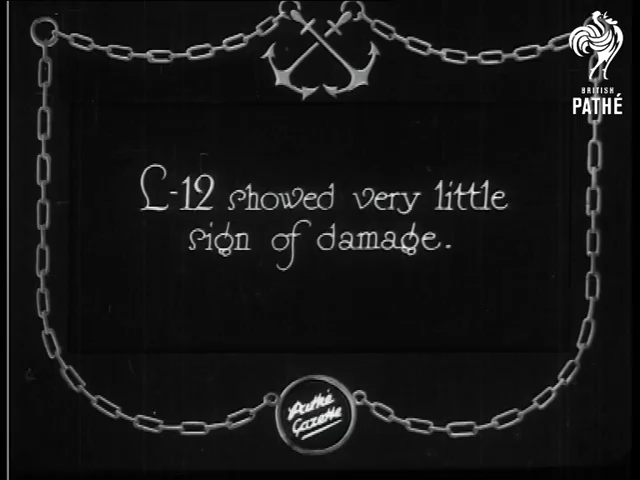 BRITISH
PATHÉ
L-12 showed very little
sign of damage.
Pathé
Gazette